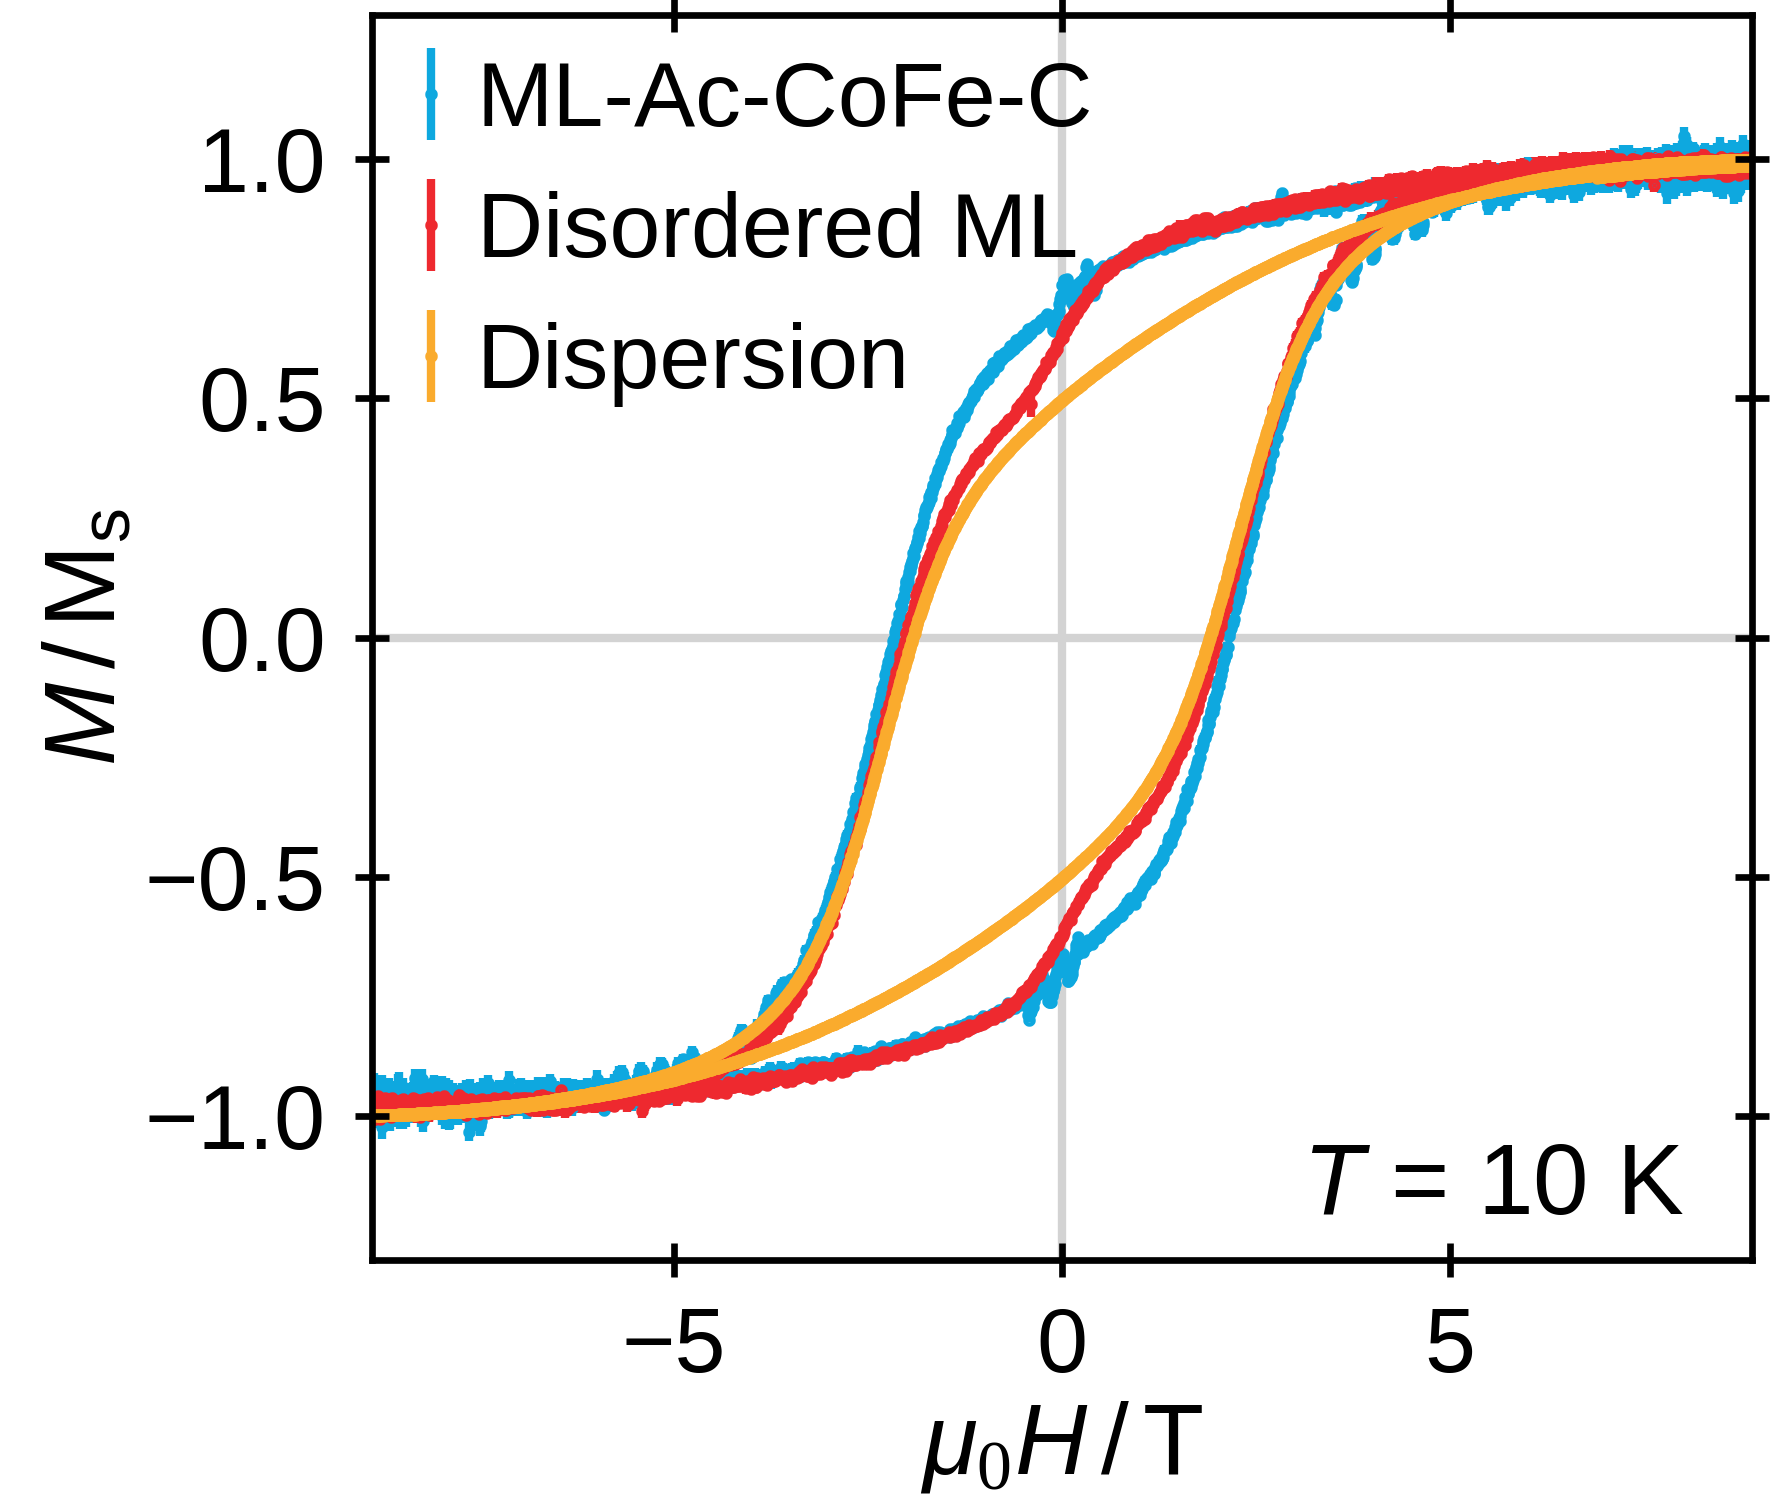 ML-Ac-CoFe-C
Disordered ML
Dispersion
1.0
0.5
0.0
−0.5
−1.0
M / Ms
T = 10 K
−5 0 5
μ0H / T